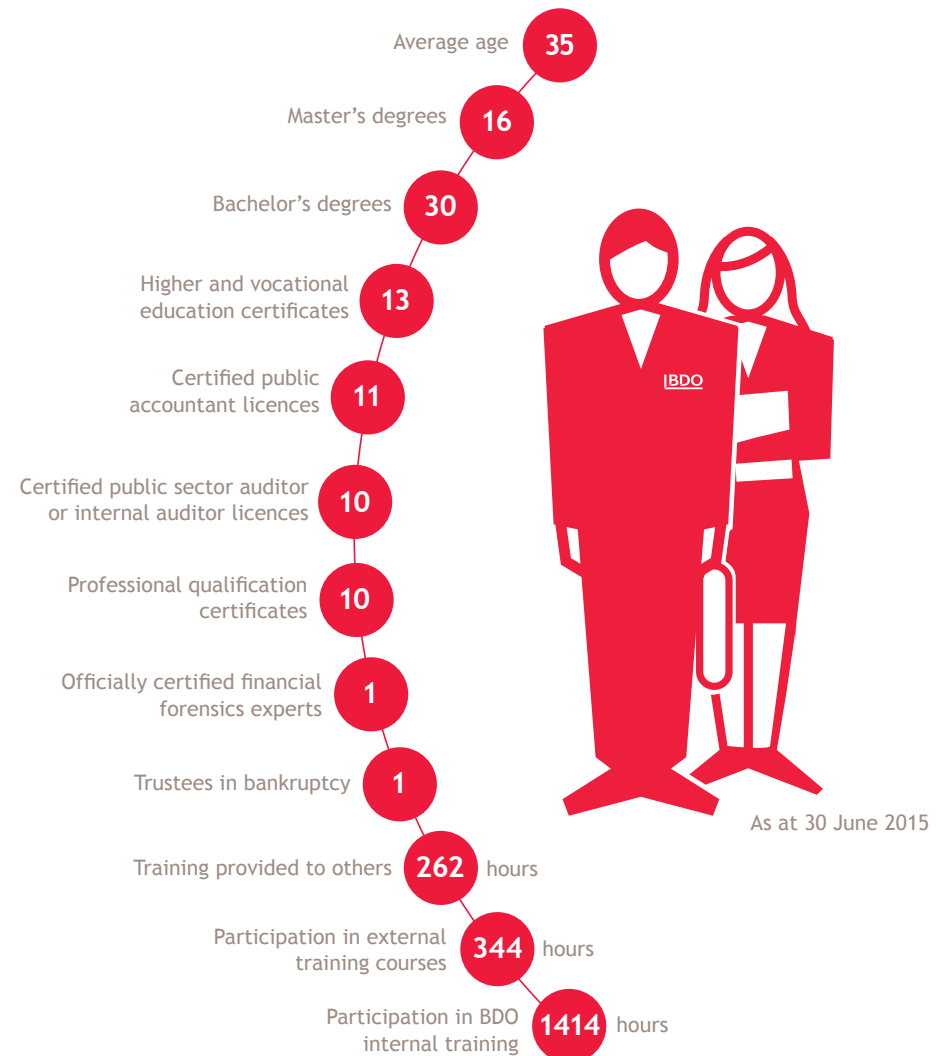 Average age
35
Master’s degrees
16
Bachelor’s degrees
30
Higher and vocational
education certificates
13
Certified public
accountant licences
11
Certified public sector auditor
or internal auditor licences
10
Professional qualification
certificates
10
Officially certified financial
forensics experts
1
Trustees in bankruptcy
1
Training provided to others
262 hours
Participation in external
training courses
344 hours
Participation in BDO
internal training
1414 hours
BDO
As at 30 June 2015